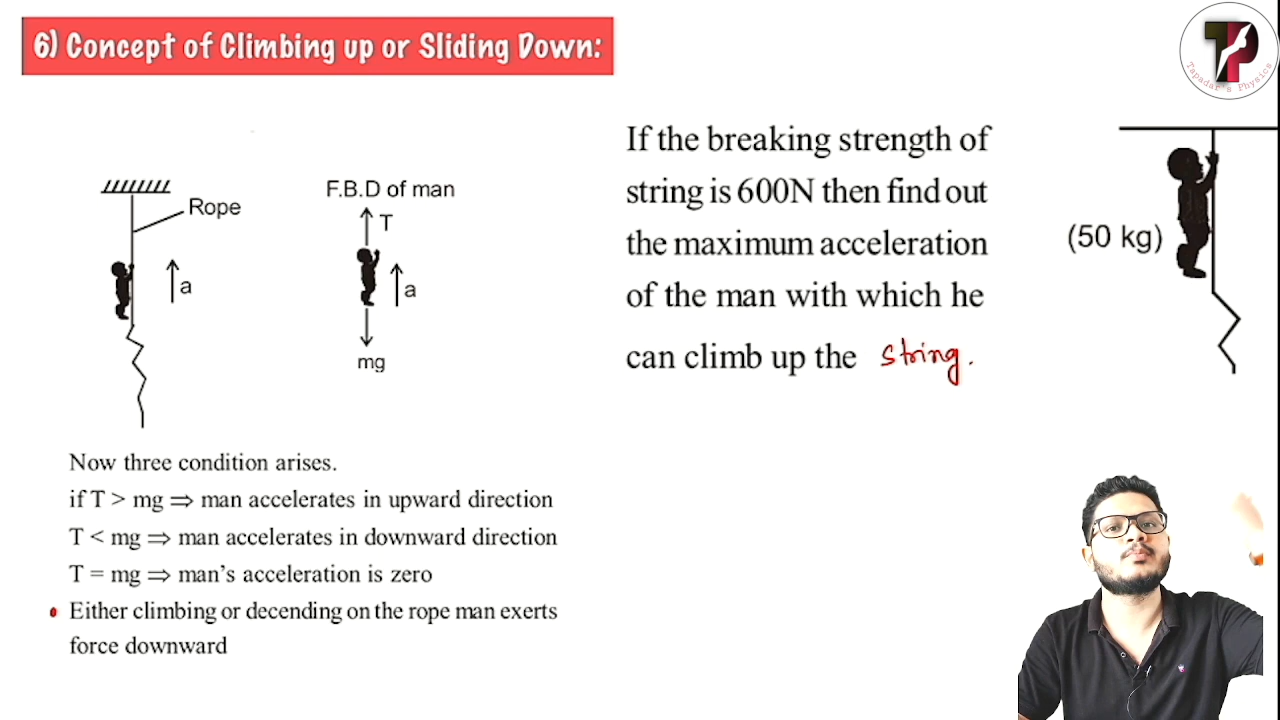 6) Concept of Climbing up or Sliding Down:
TP
Tapadar's Physics
Rope
a
F.B.D of man
T
a
mg
Now three condition arises.
if T > mg ⇒ man accelerates in upward direction
T < mg ⇒ man accelerates in downward direction
T = mg ⇒ man's acceleration is zero
• Either climbing or decending on the rope man exerts
force downward
If the breaking strength of
string is 600N then find out
the maximum acceleration
of the man with which he
can climb up the string.
(50 kg)